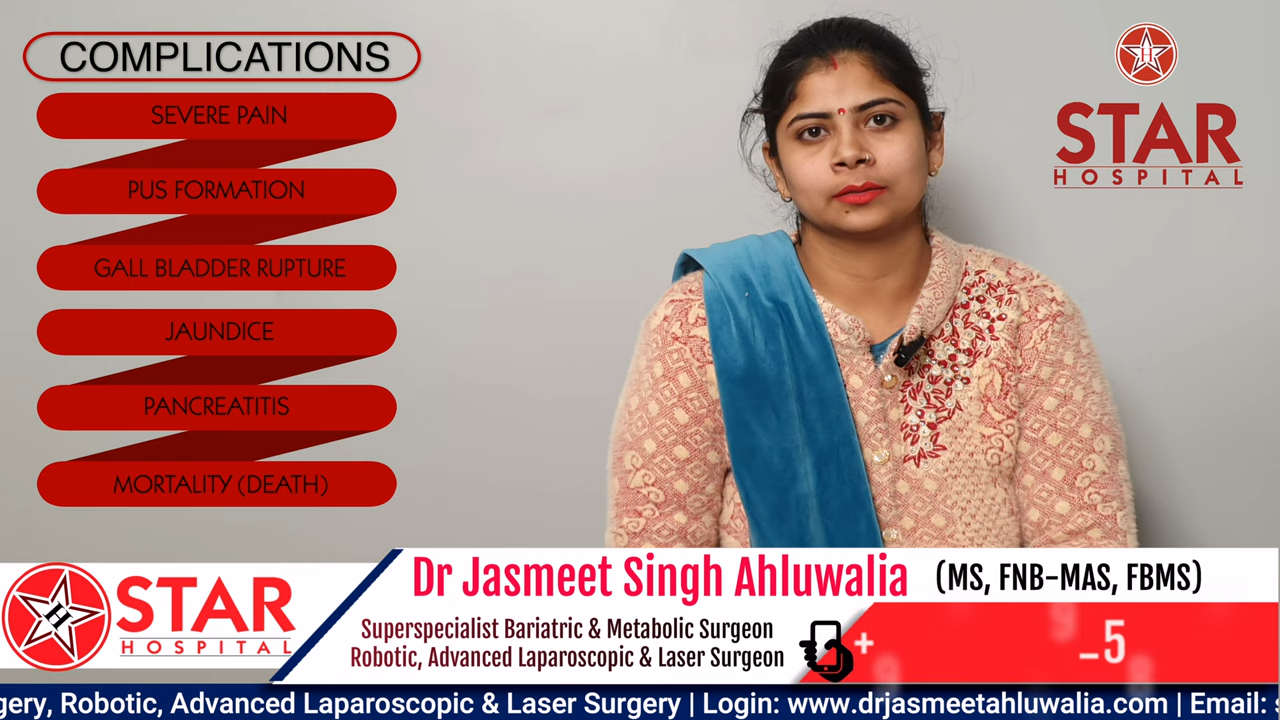 COMPLICATIONS
SEVERE PAIN
PUS FORMATION
GALL BLADDER RUPTURE
JAUNDICE
PANCREATITIS
MORTALITY (DEATH)
H
STAR
HOSPITAL
H
STAR
HOSPITAL
Dr Jasmeet Singh Ahluwalia (MS, FNB-MAS, FBMS)
Superspecialist Bariatric & Metabolic Surgeon
Robotic, Advanced Laparoscopic & Laser Surgeon
+ –5
gery, Robotic, Advanced Laparoscopic & Laser Surgery | Login: www.drjasmeetahluwalia.com | Email: